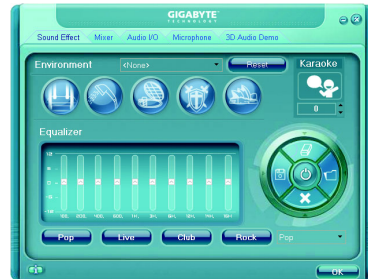 GIGABYTE
TECHNOLOGY
Sound Effect Mixer Audio I/O Microphone 3D Audio Demo
Environment <None> Reset Karaoke
0
Equalizer
Pop Live Club Rock Pop
OK